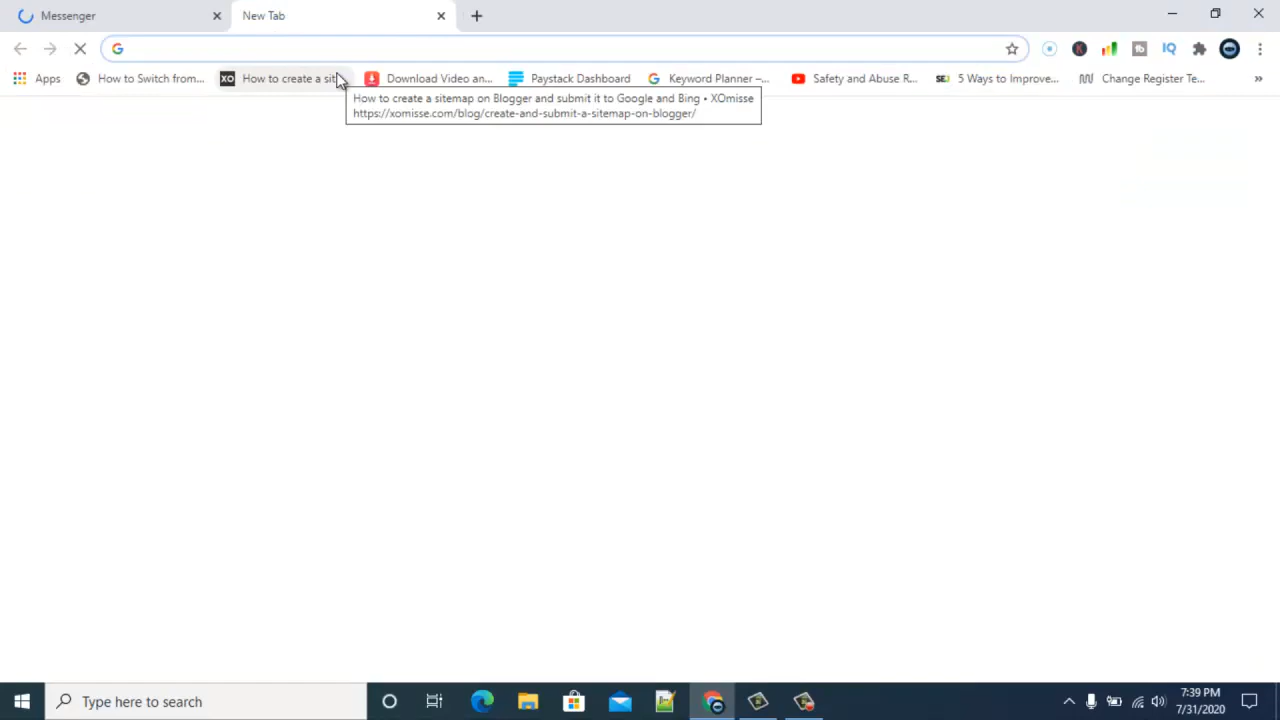 Messenger
New Tab
Apps
How to Switch from...
XO How to create a sit
Download Video an...
Paystack Dashboard
Keyword Planner –...
Safety and Abuse R...
5 Ways to Improve...
Change Register Te...
»
How to create a sitemap on Blogger and submit it to Google and Bing • XOmisse
https://xomisse.com/blog/create-and-submit-a-sitemap-on-blogger/
Type here to search
7:39 PM
7/31/2020